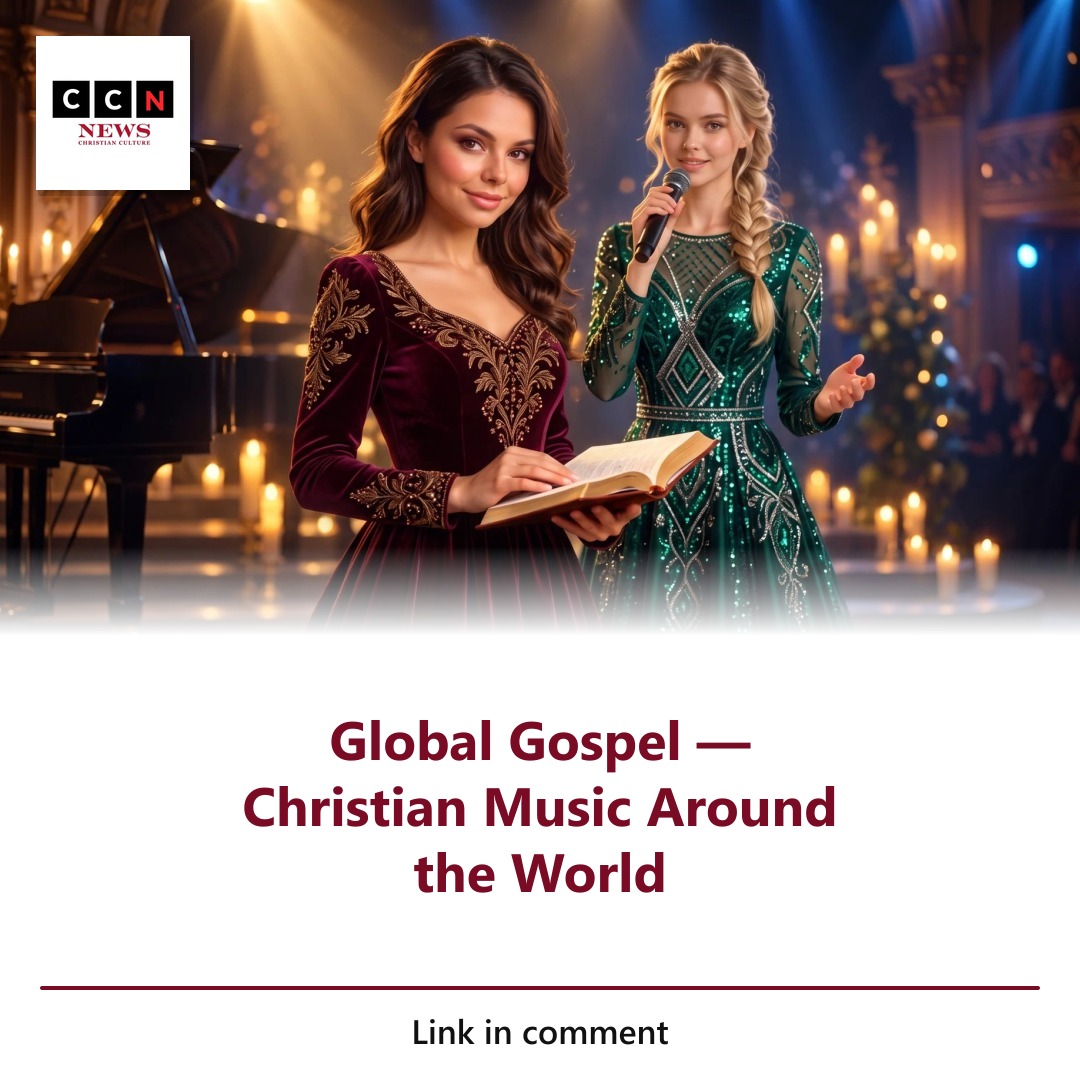 CCN
NEWS
CHRISTIAN CULTURE
Global Gospel —
Christian Music Around
the World
Link in comment